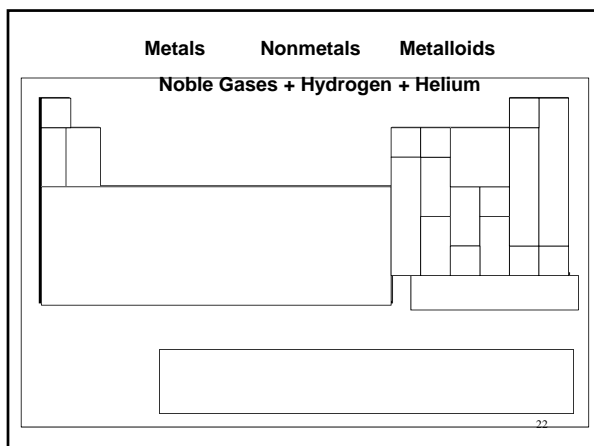 Metals Nonmetals Metalloids
Noble Gases + Hydrogen + Helium
22